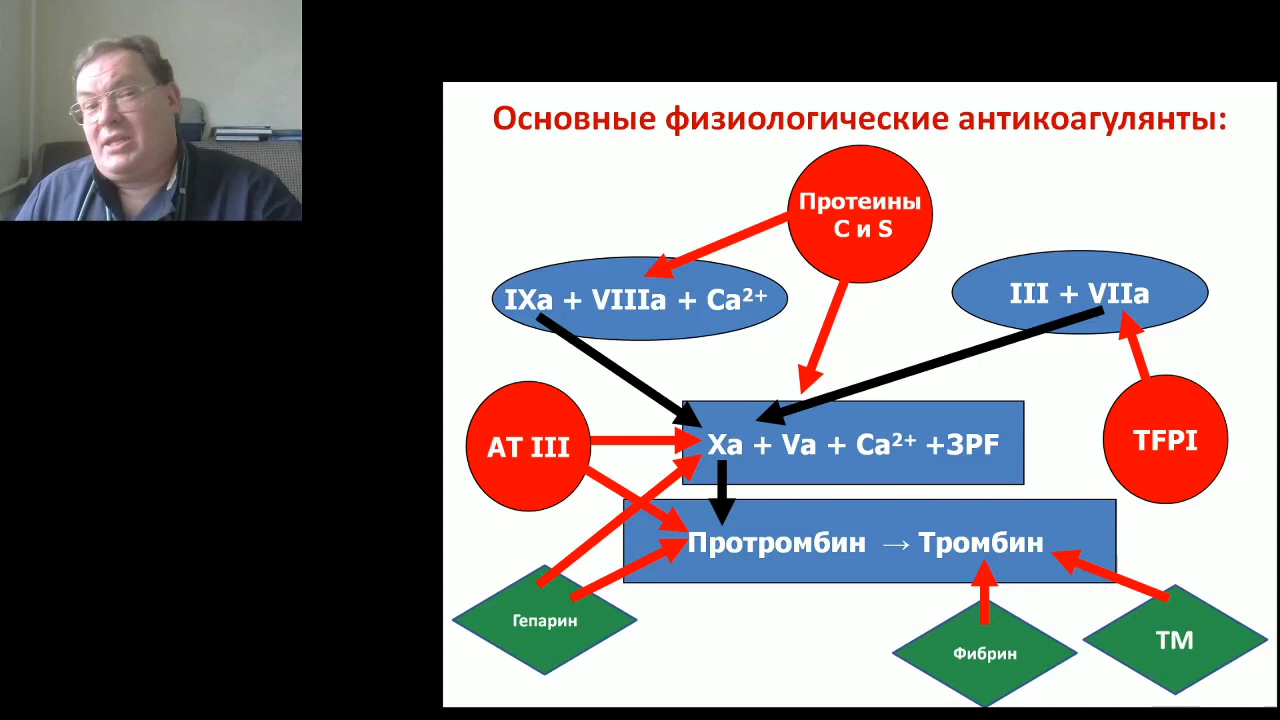 Основные физиологические антикоагулянты:
Протеины
C и S
IXa + VIIIa + Ca²⁺
III + VIIa
АТ III
Xa + Va + Ca²⁺ +3PF
TFPI
Протромбин → Тромбин
Гепарин
Фибрин
ТМ